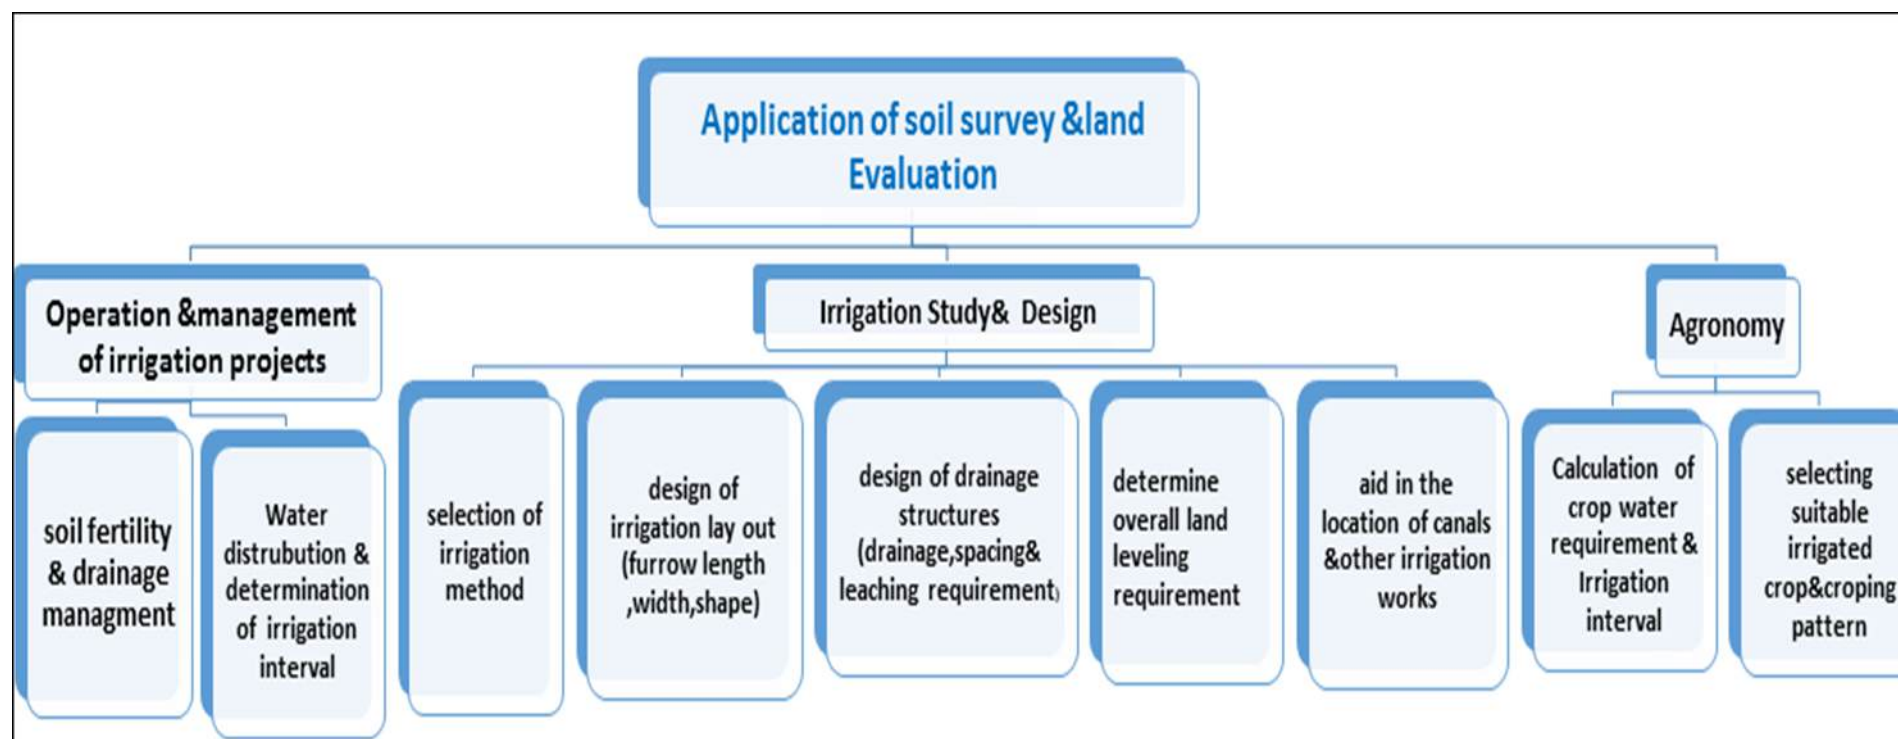 Application of soil survey &land
Evaluation
Operation &management
of irrigation projects
Irrigation Study& Design
Agronomy
soil fertility
& drainage
managment
Water
distrubution &
determination
of irrigation
interval
selection of
irrigation
method
design of
irrigation lay out
(furrow length
,width,shape)
design of drainage
structures
(drainage,spacing&
leaching requirement)
determine
overall land
leveling
requirement
aid in the
location of canals
&other irrigation
works
Calculation of
crop water
requirement &
Irrigation
interval
selecting
suitable
irrigated
crop&croping
pattern